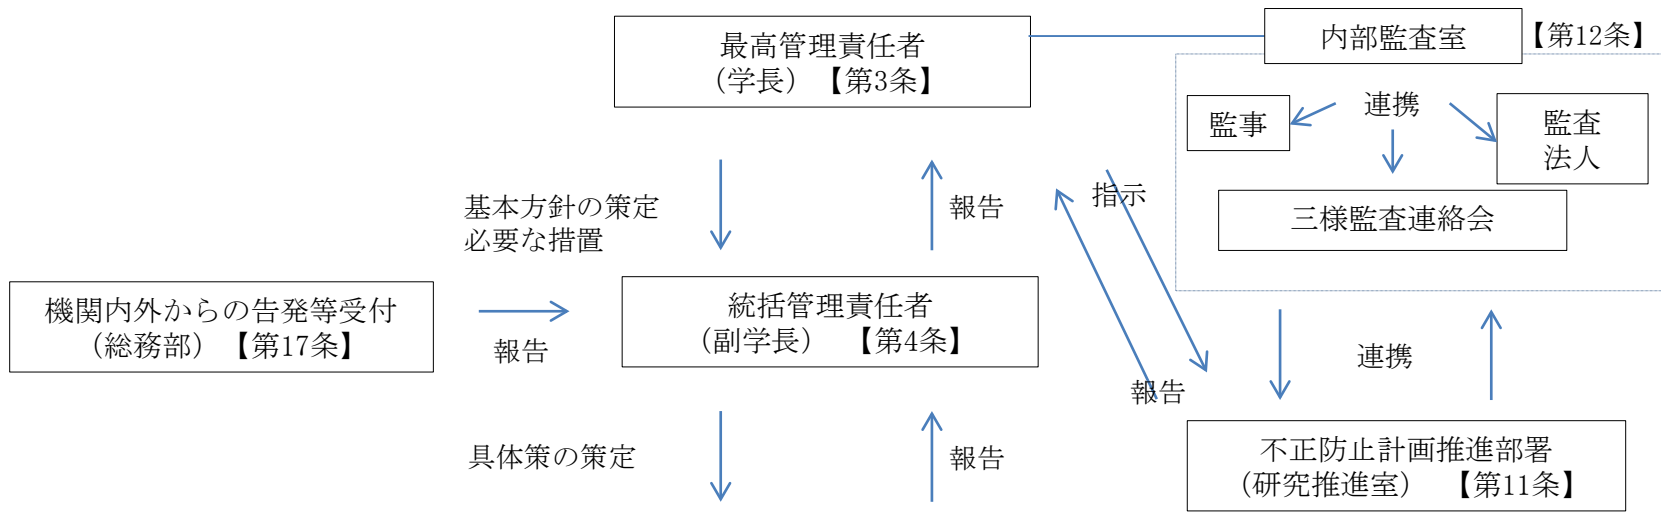 最高管理責任者
（学長）【第3条】
内部監査室
【第12条】
監事
連携
監査
法人
三様監査連絡会
基本方針の策定
必要な措置
報告
指示
機関内外からの告発等受付
（総務部）【第17条】
報告
統括管理責任者
（副学長）　【第4条】
報告
連携
具体策の策定
報告
不正防止計画推進部署
（研究推進室）　【第11条】